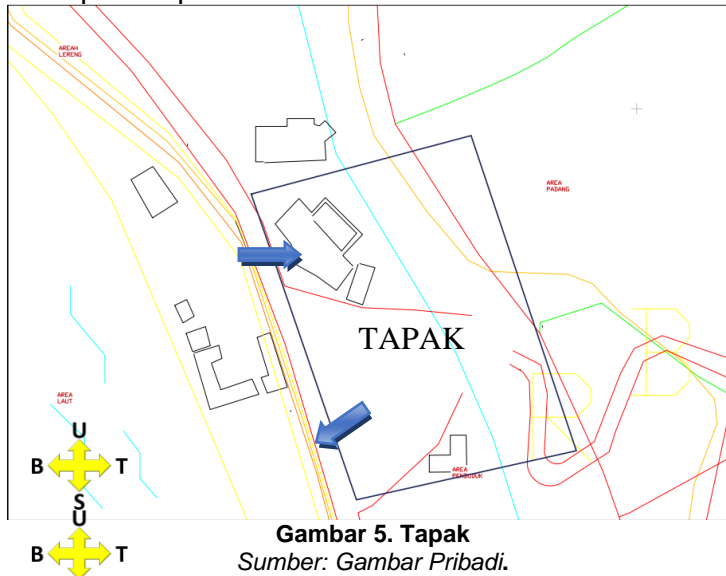 AREAH
LERENG
AREA
PADANG
TAPAK
AREA
LAUT
U
B T
S
AREA
PENDUDUK
U
B T
Gambar 5. Tapak
Sumber: Gambar Pribadi.